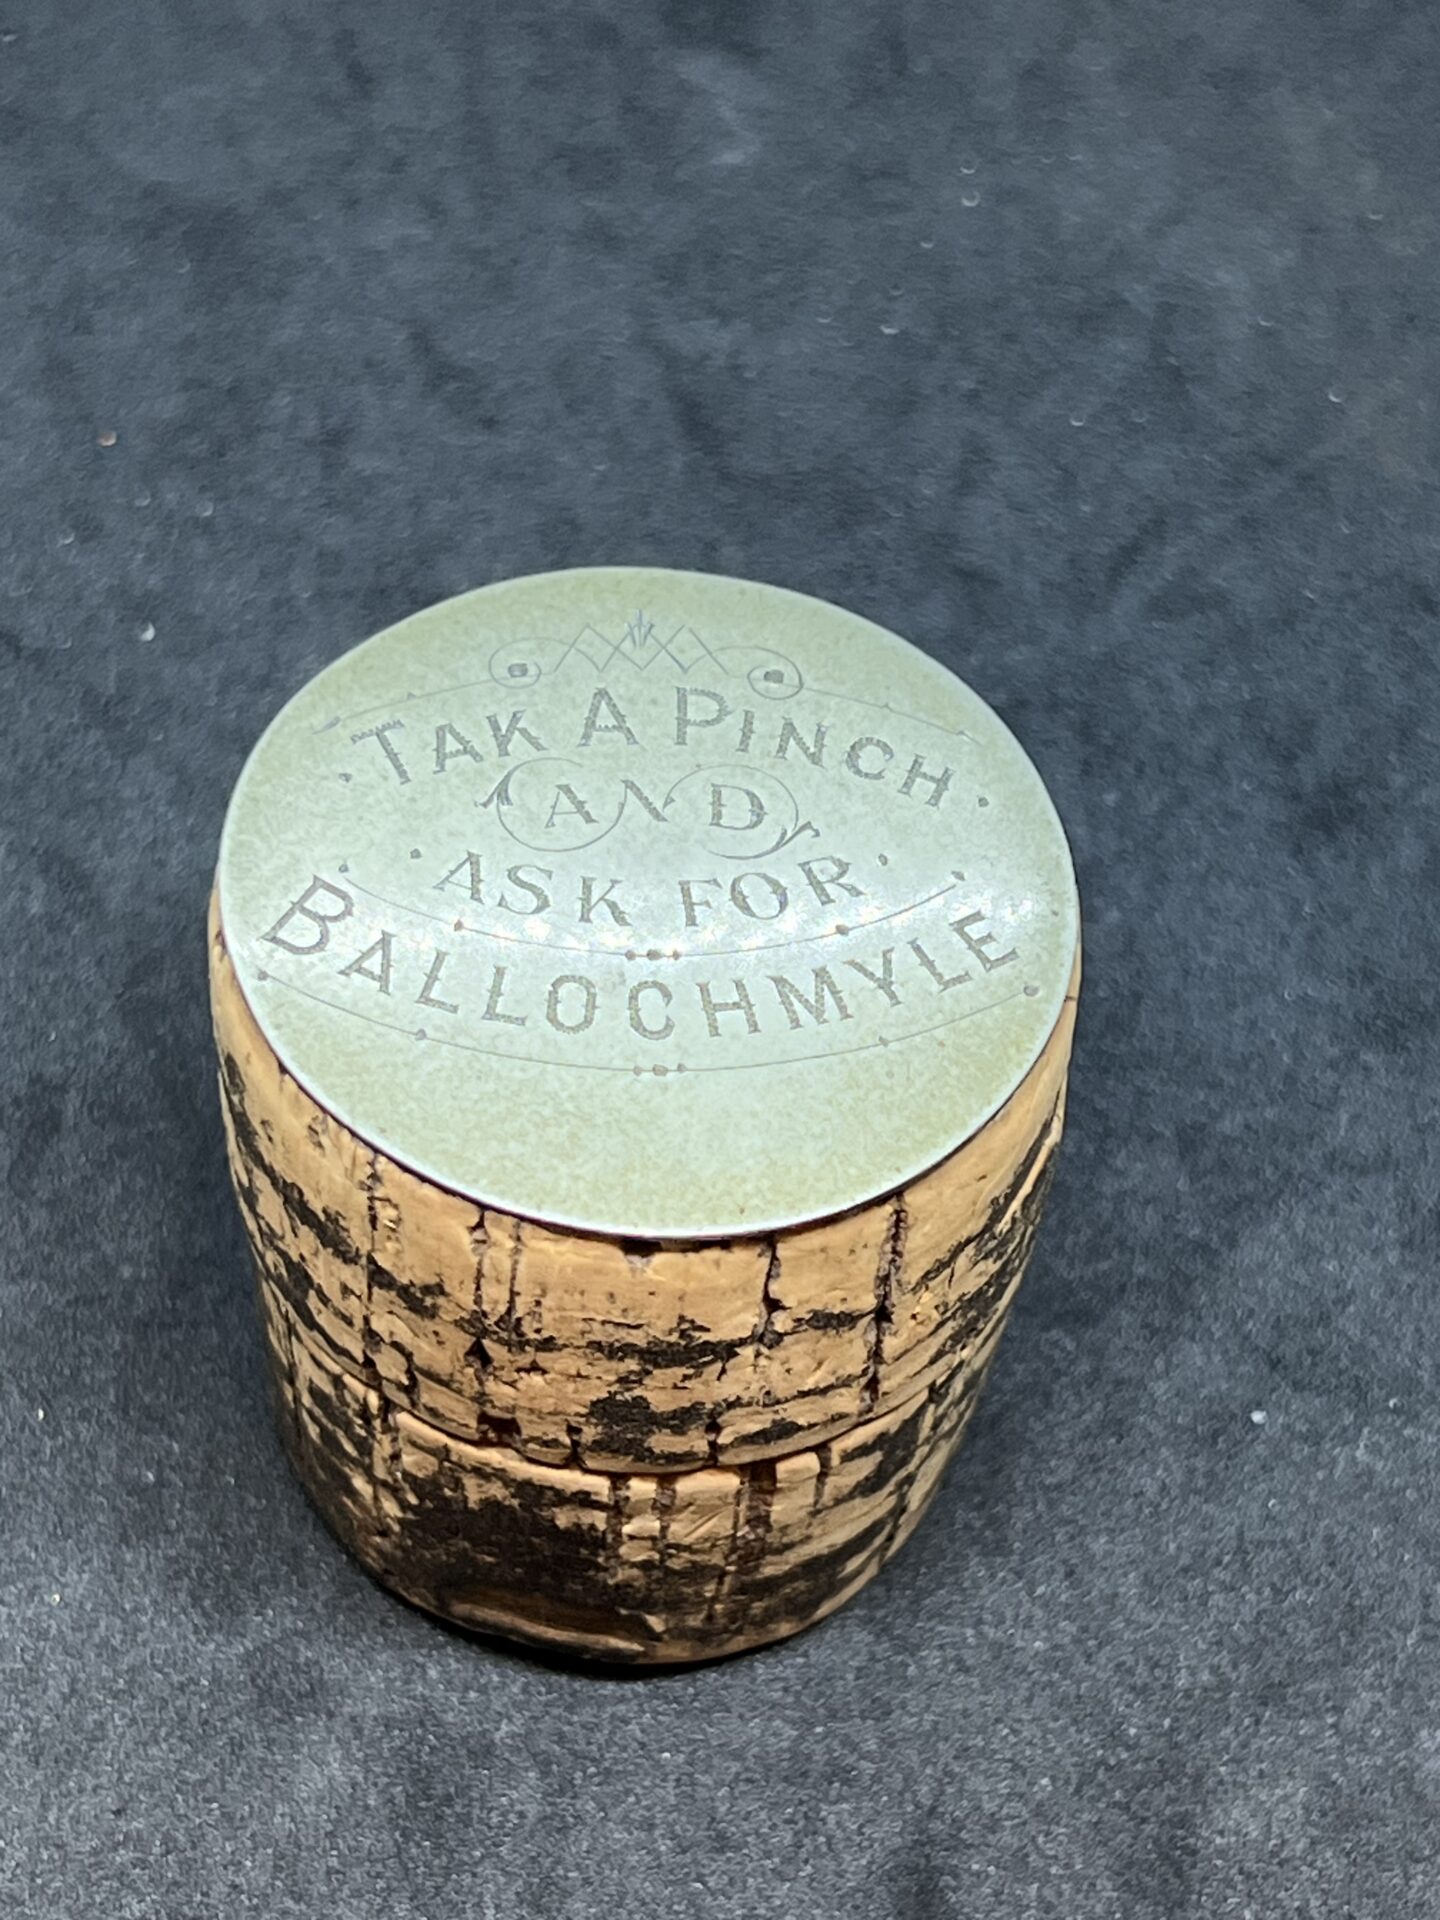 TAK A PINCH
AND
ASK FOR
BALLOCHMYLE